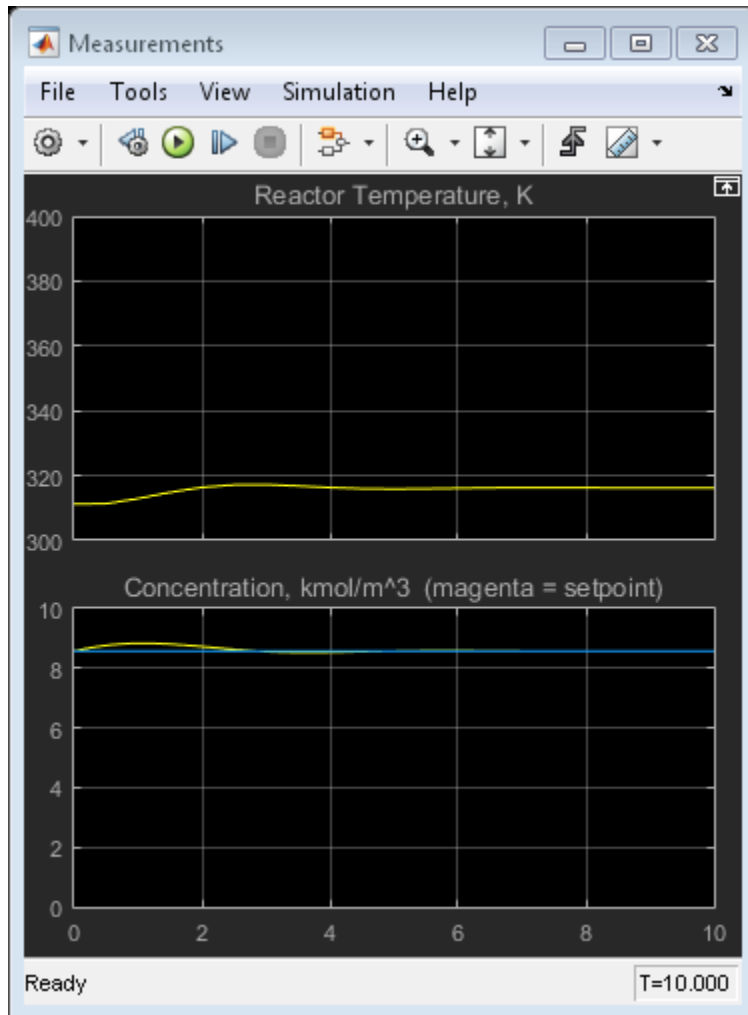 Measurements
File Tools View Simulation Help
Reactor Temperature, K
400
380
360
340
320
300
Concentration, kmol/m^3 (magenta = setpoint)
10
8
6
4
2
0
0 2 4 6 8 10
Ready T=10.000